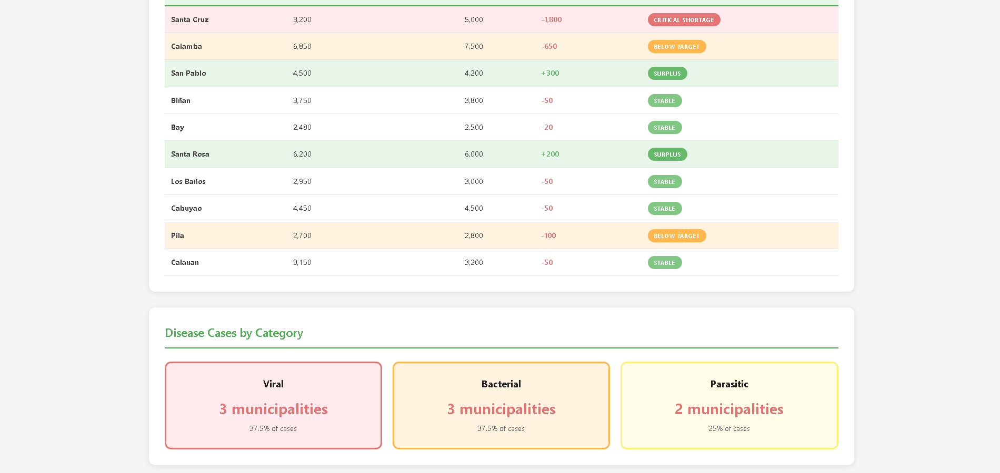 Santa Cruz 3,200 5,000 -1,800 CRITICAL SHORTAGE
Calamba 6,850 7,500 -650 BELOW TARGET
San Pablo 4,500 4,200 +300 SURPLUS
Biñan 3,750 3,800 -50 STABLE
Bay 2,480 2,500 -20 STABLE
Santa Rosa 6,200 6,000 +200 SURPLUS
Los Baños 2,950 3,000 -50 STABLE
Cabuyao 4,450 4,500 -50 STABLE
Pila 2,700 2,800 -100 BELOW TARGET
Calauan 3,150 3,200 -50 STABLE
Disease Cases by Category
Viral
3 municipalities
37.5% of cases
Bacterial
3 municipalities
37.5% of cases
Parasitic
2 municipalities
25% of cases